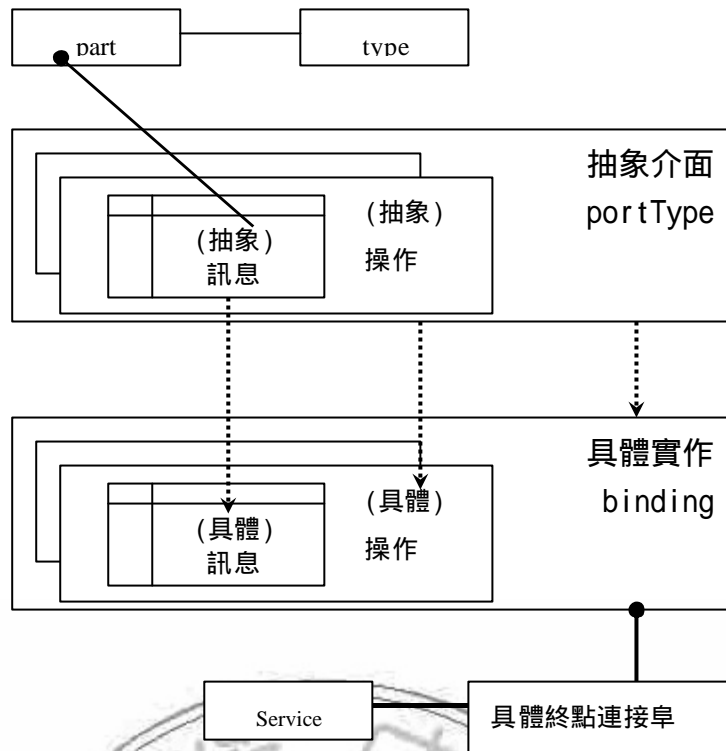 part
type
抽象介面
portType
(抽象)
訊息
(抽象)
操作
具體實作
binding
(具體)
訊息
(具體)
操作
Service
具體終點連接阜